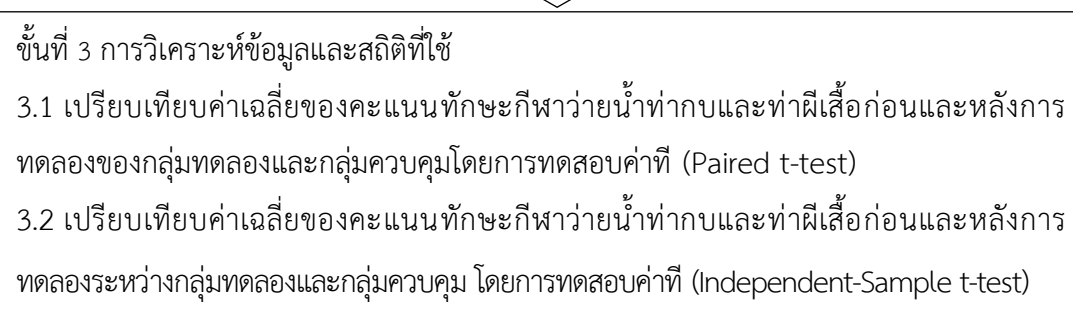 ขั้นที่ 3 การวิเคราะห์ข้อมูลและสถิติที่ใช้
3.1 เปรียบเทียบค่าเฉลี่ยของคะแนนทักษะกีฬาว่ายน้ำท่ากบและท่าผีเสื้อก่อนและหลังการ
ทดลองของกลุ่มทดลองและกลุ่มควบคุมโดยการทดสอบค่าที (Paired t-test)
3.2 เปรียบเทียบค่าเฉลี่ยของคะแนนทักษะกีฬาว่ายน้ำท่ากบและท่าผีเสื้อก่อนและหลังการ
ทดลองระหว่างกลุ่มทดลองและกลุ่มควบคุม โดยการทดสอบค่าที (Independent-Sample t-test)